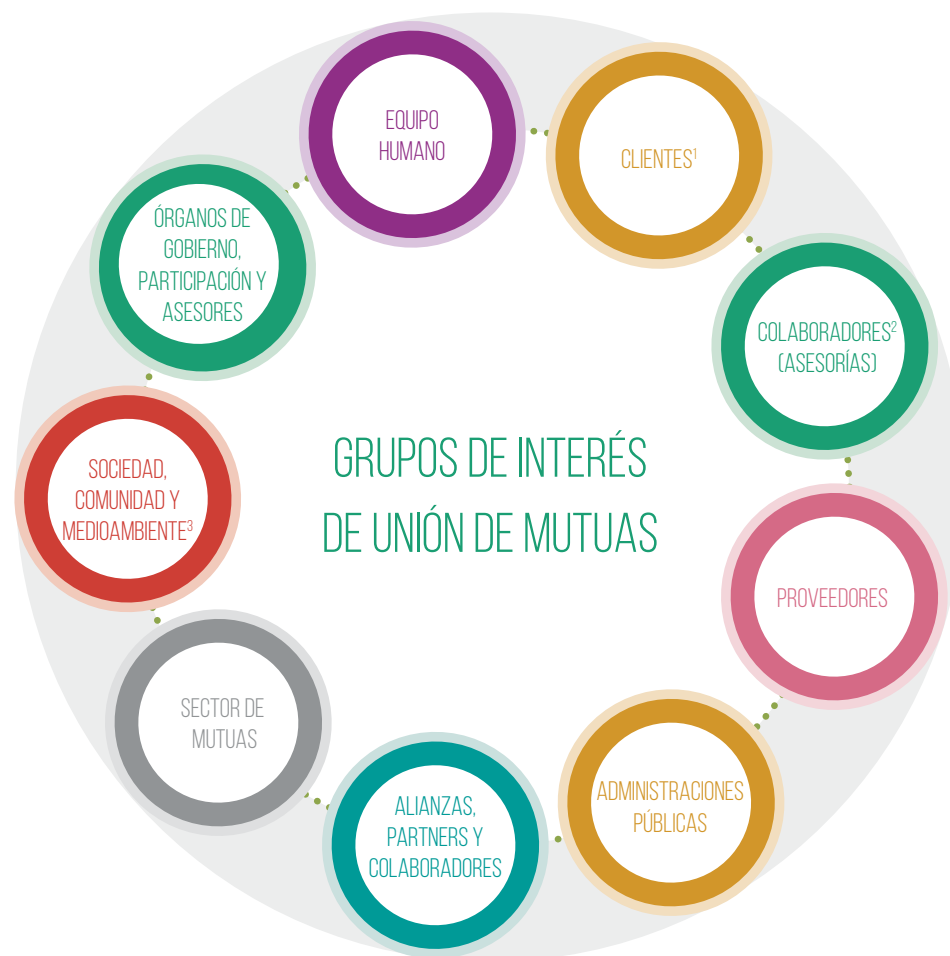 EQUIPO
HUMANO
CLIENTES¹
COLABORADORES²
(ASESORÍAS)
PROVEEDORES
ADMINISTRACIONES
PÚBLICAS
ALIANZAS,
PARTNERS Y
COLABORADORES
SECTOR DE
MUTUAS
SOCIEDAD,
COMUNIDAD Y
MEDIOAMBIENTE³
ÓRGANOS DE
GOBIERNO,
PARTICIPACIÓN Y
ASESORES
GRUPOS DE INTERÉS
DE UNIÓN DE MUTUAS